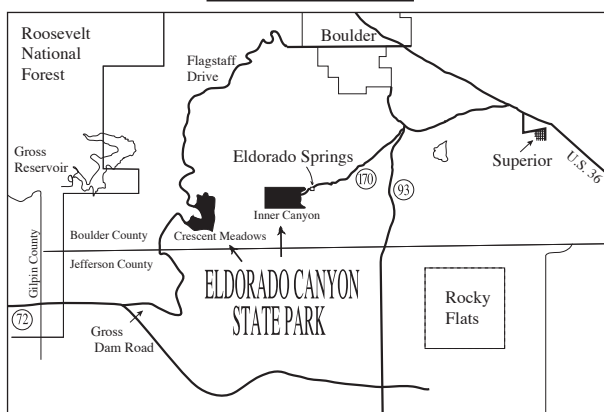 Roosevelt
National
Forest
Boulder
Flagstaff
Drive
Gross
Reservoir
Eldorado Springs
Superior
U.S. 36
170
93
Inner Canyon
Crescent Meadows
Gilpin County
Boulder County
Jefferson County
ELDORADO CANYON
STATE PARK
Rocky
Flats
72
Gross
Dam Road